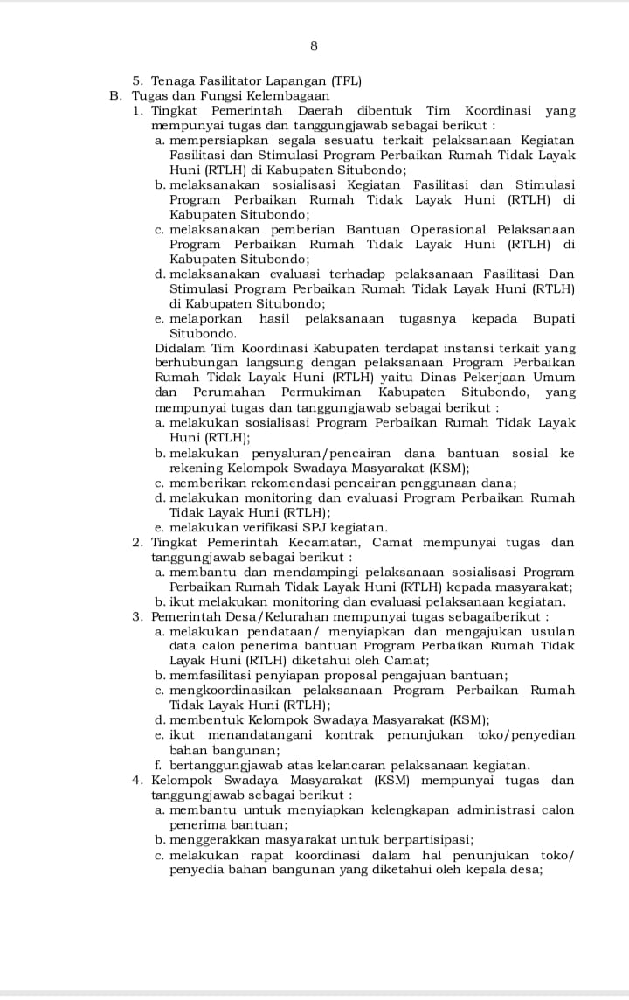 8
5. Tenaga Fasilitator Lapangan (TFL)
B. Tugas dan Fungsi Kelembagaan
1. Tingkat Pemerintah Daerah dibentuk Tim Koordinasi yang
mempunyai tugas dan tanggungjawab sebagai berikut :
a. mempersiapkan segala sesuatu terkait pelaksanaan Kegiatan
Fasilitasi dan Stimulasi Program Perbaikan Rumah Tidak Layak
Huni (RTLH) di Kabupaten Situbondo;
b. melaksanakan sosialisasi Kegiatan Fasilitasi dan Stimulasi
Program Perbaikan Rumah Tidak Layak Huni (RTLH) di
Kabupaten Situbondo;
c. melaksanakan pemberian Bantuan Operasional Pelaksanaan
Program Perbaikan Rumah Tidak Layak Huni (RTLH) di
Kabupaten Situbondo;
d. melaksanakan evaluasi terhadap pelaksanaan Fasilitasi Dan
Stimulasi Program Perbaikan Rumah Tidak Layak Huni (RTLH)
di Kabupaten Situbondo;
e. melaporkan hasil pelaksanaan tugasnya kepada Bupati
Situbondo.
Didalam Tim Koordinasi Kabupaten terdapat instansi terkait yang
berhubungan langsung dengan pelaksanaan Program Perbaikan
Rumah Tidak Layak Huni (RTLH) yaitu Dinas Pekerjaan Umum
dan Perumahan Permukiman Kabupaten Situbondo, yang
mempunyai tugas dan tanggungjawab sebagai berikut :
a. melakukan sosialisasi Program Perbaikan Rumah Tidak Layak
Huni (RTLH);
b. melakukan penyaluran/pencairan dana bantuan sosial ke
rekening Kelompok Swadaya Masyarakat (KSM);
c. memberikan rekomendasi pencairan penggunaan dana;
d. melakukan monitoring dan evaluasi Program Perbaikan Rumah
Tidak Layak Huni (RTLH);
e. melakukan verifikasi SPJ kegiatan.
2. Tingkat Pemerintah Kecamatan, Camat mempunyai tugas dan
tanggungjawab sebagai berikut :
a. membantu dan mendampingi pelaksanaan sosialisasi Program
Perbaikan Rumah Tidak Layak Huni (RTLH) kepada masyarakat;
b. ikut melakukan monitoring dan evaluasi pelaksanaan kegiatan.
3. Pemerintah Desa/Kelurahan mempunyai tugas sebagaiberikut :
a. melakukan pendataan/ menyiapkan dan mengajukan usulan
data calon penerima bantuan Program Perbaikan Rumah Tidak
Layak Huni (RTLH) diketahui oleh Camat;
b. memfasilitasi penyiapan proposal pengajuan bantuan;
c. mengkoordinasikan pelaksanaan Program Perbaikan Rumah
Tidak Layak Huni (RTLH);
d. membentuk Kelompok Swadaya Masyarakat (KSM);
e. ikut menandatangani kontrak penunjukan toko/penyedian
bahan bangunan;
f. bertanggungjawab atas kelancaran pelaksanaan kegiatan.
4. Kelompok Swadaya Masyarakat (KSM) mempunyai tugas dan
tanggungjawab sebagai berikut :
a. membantu untuk menyiapkan kelengkapan administrasi calon
penerima bantuan;
b. menggerakkan masyarakat untuk berpartisipasi;
c. melakukan rapat koordinasi dalam hal penunjukan toko/
penyedia bahan bangunan yang diketahui oleh kepala desa;